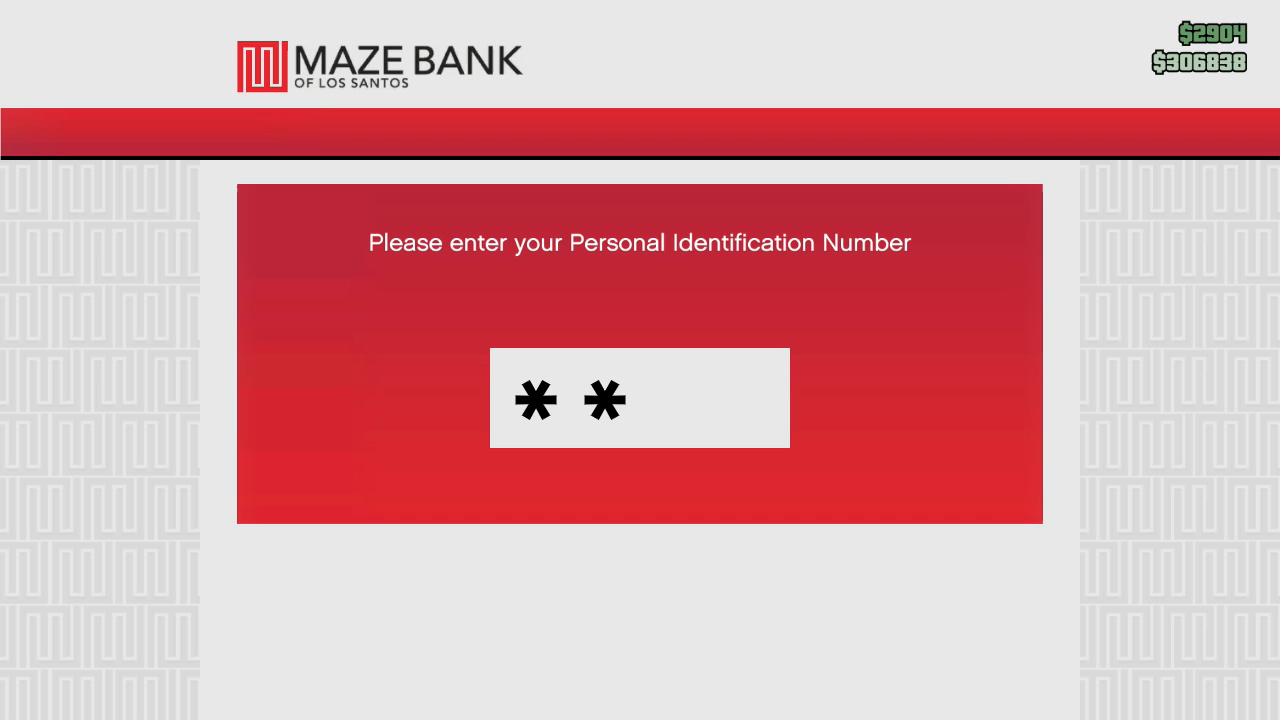 MAZE BANK
OF LOS SANTOS
$2904
$306838
Please enter your Personal Identification Number
* *